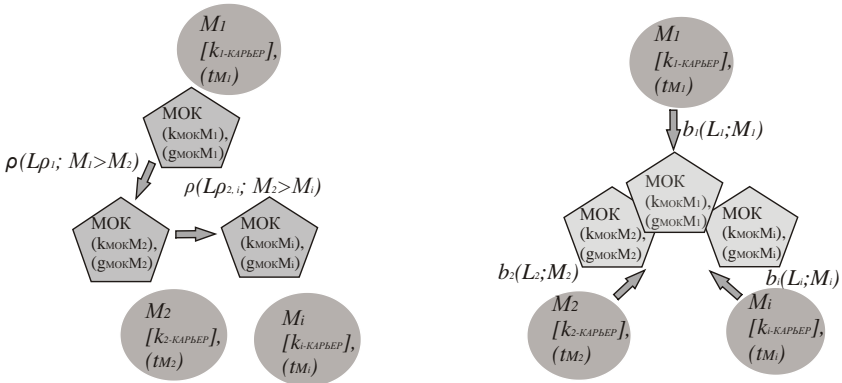 M1
[k1-КАРЬЕР],
(tM1)
МОК
(kМОКM1),
(gМОКM1)
ρ(Lρ1; M1>M2)
ρ(Lρ2, i; M2>Mi)
МОК
(kМОКM2),
(gМОКM2)
МОК
(kМОКMi),
(gМОКMi)
M2
[k2-КАРЬЕР],
(tM2)
Mi
[ki-КАРЬЕР],
(tMi)
M1
[k1-КАРЬЕР],
(tM1)
b1(L1;M1)
МОК
(kМОКM1),
(gМОКM1)
МОК
(kМОКM2),
(gМОКM2)
МОК
(kМОКMi),
(gМОКMi)
b2(L2;M2)
bi(Li;Mi)
M2
[k2-КАРЬЕР],
(tM2)
Mi
[ki-КАРЬЕР],
(tMi)